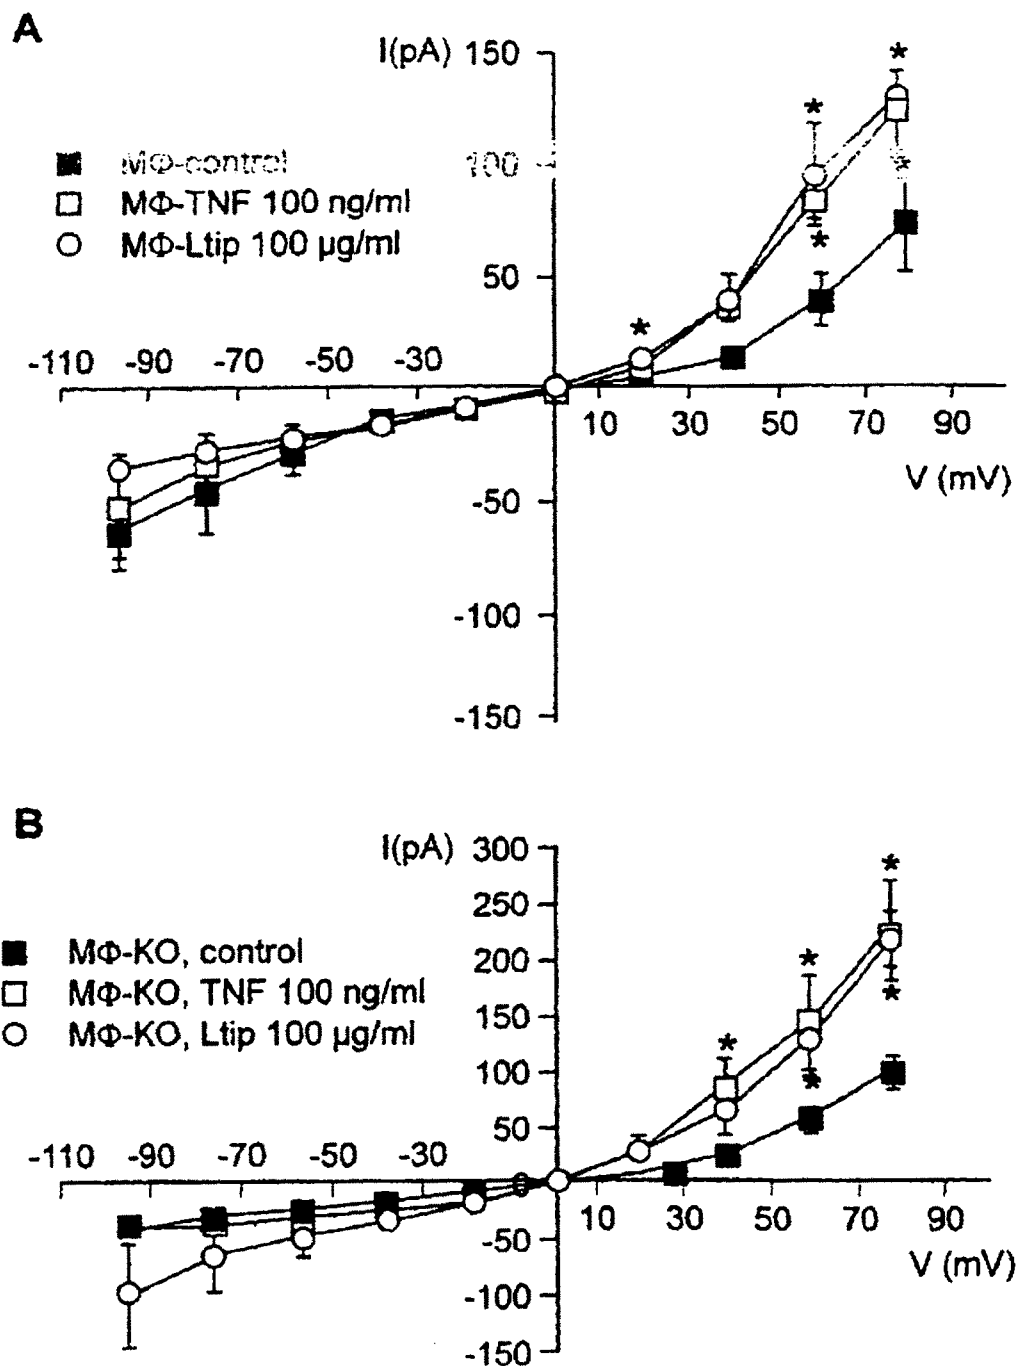 A
I(pA) 150
MΦ-control
100
MΦ-TNF 100 ng/ml
MΦ-Ltip 100 µg/ml
50
-110 -90 -70 -50 -30
10 30 50 70 90
V (mV)
-50
-100
-150
* * * * *
B
I(pA) 300
250
MΦ-KO, control
MΦ-KO, TNF 100 ng/ml
200
MΦ-KO, Ltip 100 µg/ml
150
100
50
-110 -90 -70 -50 -30
0
10 30 50 70 90
V (mV)
-50
-100
-150
* * * * *